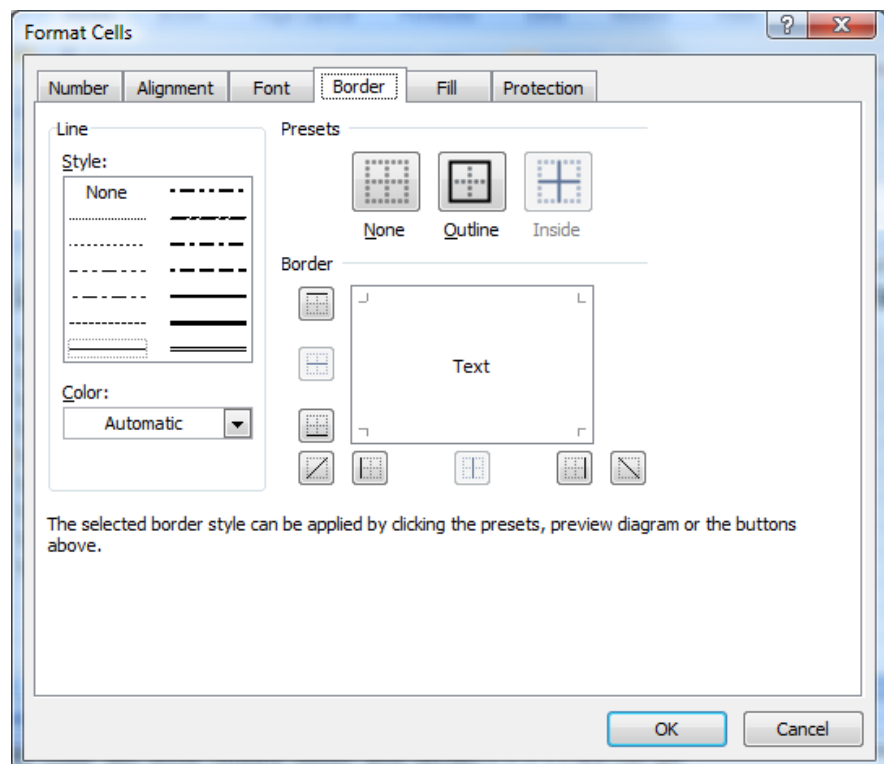 Format Cells
Number Alignment Font Border Fill Protection
Line
Style:
None
Color:
Automatic
Presets
None Outline Inside
Border
Text
The selected border style can be applied by clicking the presets, preview diagram or the buttons
above.
OK Cancel